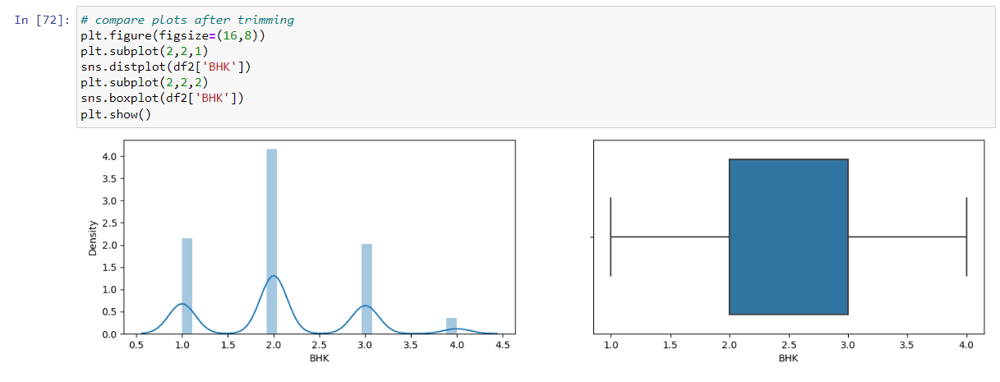 In [72]: # compare plots after trimming
plt.figure(figsize=(16,8))
plt.subplot(2,2,1)
sns.distplot(df2['BHK'])
plt.subplot(2,2,2)
sns.boxplot(df2['BHK'])
plt.show()
4.0
3.5
3.0
2.5
2.0
1.5
1.0
0.5
0.0
Density
0.5 1.0 1.5 2.0 2.5 3.0 3.5 4.0 4.5
BHK
1.0 1.5 2.0 2.5 3.0 3.5 4.0
BHK